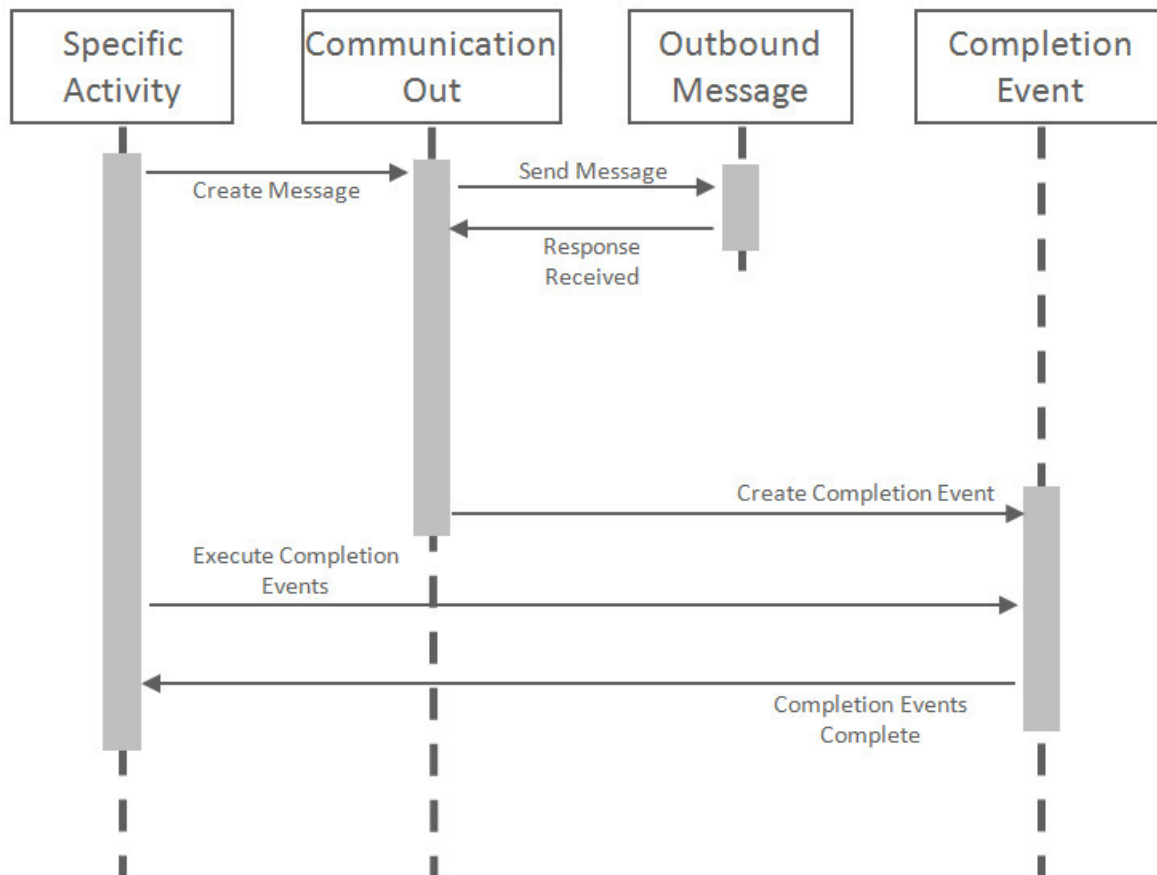 Specific
Activity
Communication
Out
Outbound
Message
Completion
Event
Create Message
Send Message
Response
Received
Create Completion Event
Execute Completion
Events
Completion Events
Complete